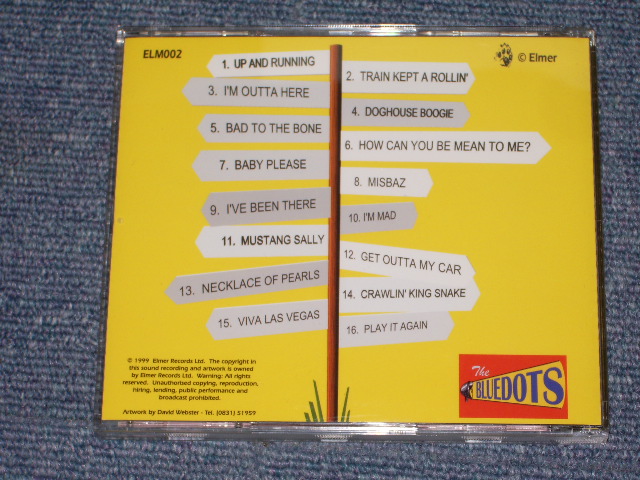 ELM002
© Elmer
1. UP AND RUNNING
2. TRAIN KEPT A ROLLIN'
3. I'M OUTTA HERE
4. DOGHOUSE BOOGIE
5. BAD TO THE BONE
6. HOW CAN YOU BE MEAN TO ME?
7. BABY PLEASE
8. MISBAZ
9. I'VE BEEN THERE
10. I'M MAD
11. MUSTANG SALLY
12. GET OUTTA MY CAR
13. NECKLACE OF PEARLS
14. CRAWLIN' KING SNAKE
15. VIVA LAS VEGAS
16. PLAY IT AGAIN
© 1999 Elmer Records Ltd. The copyright in
this sound recording and artwork is owned
by Elmer Records Ltd. Warning: All rights
reserved. Unauthorised copying, reproduction,
hiring, lending, public performance and
broadcast prohibited.
Artwork by David Webster - Tel. (0831) 51959
The
BLUEDOTS